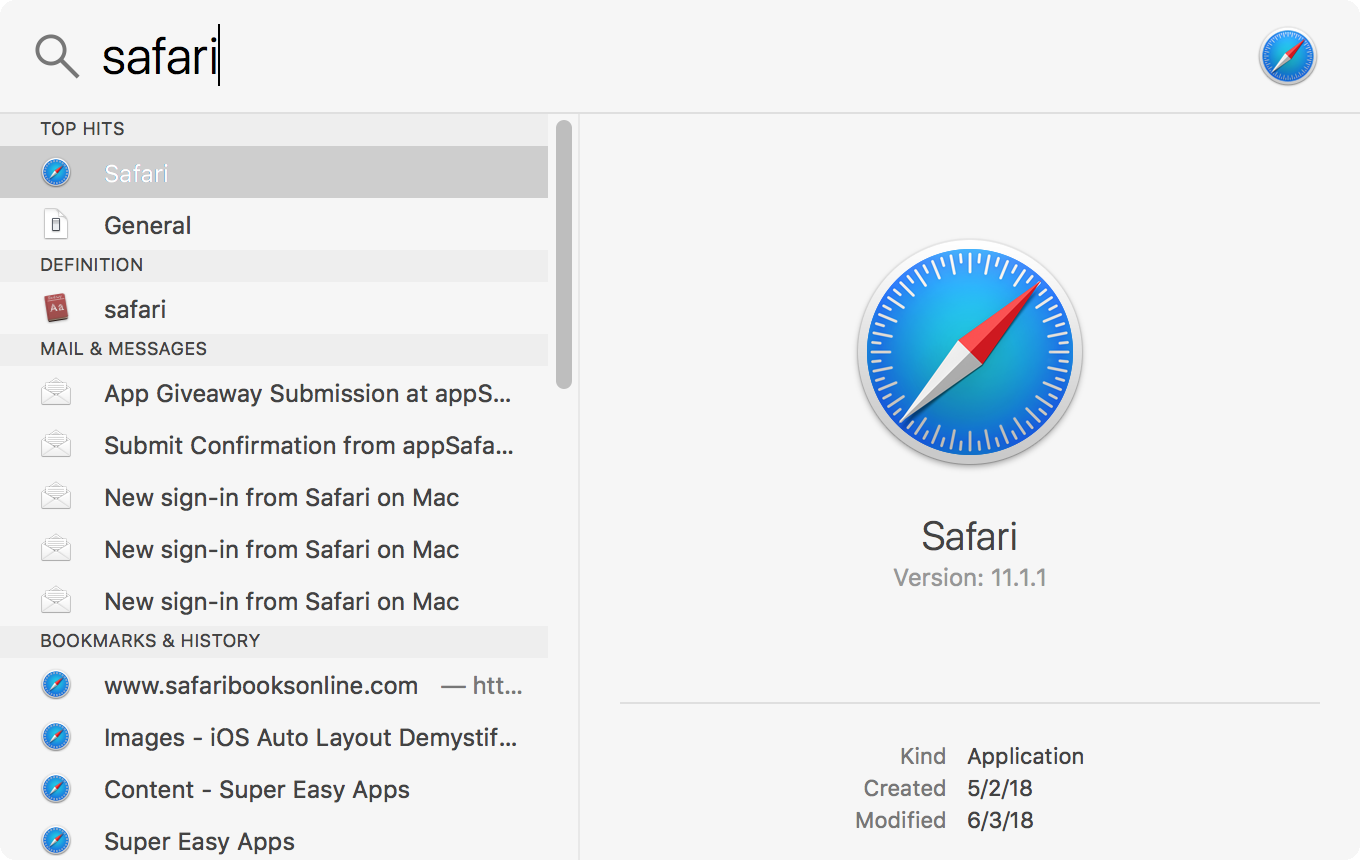 safari
TOP HITS
Safari
General
DEFINITION
safari
MAIL & MESSAGES
App Giveaway Submission at appS...
Submit Confirmation from appSafa...
New sign-in from Safari on Mac
New sign-in from Safari on Mac
New sign-in from Safari on Mac
BOOKMARKS & HISTORY
www.safaribooksonline.com — htt...
Images - iOS Auto Layout Demystif...
Content - Super Easy Apps
Super Easy Apps
Safari
Version: 11.1.1
Kind Application
Created 5/2/18
Modified 6/3/18